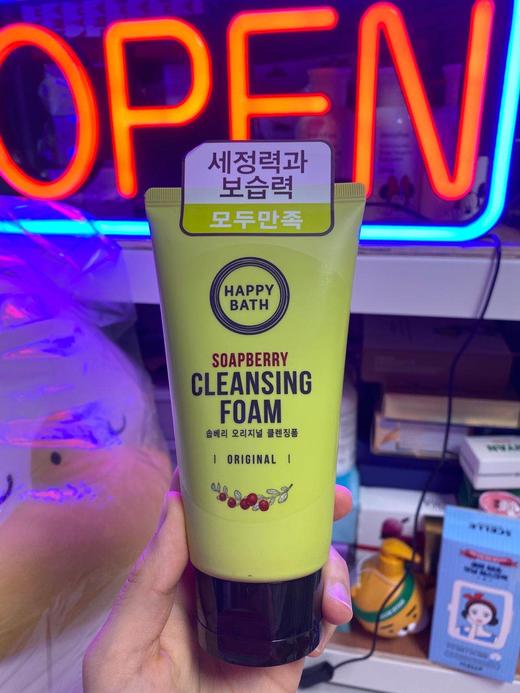 OPEN
세정력과
보습력
모두만족
HAPPY
BATH
SOAPBERRY
CLEANSING
FOAM
솝베리 오리지널 클렌징폼
ORIGINAL
SCELLE